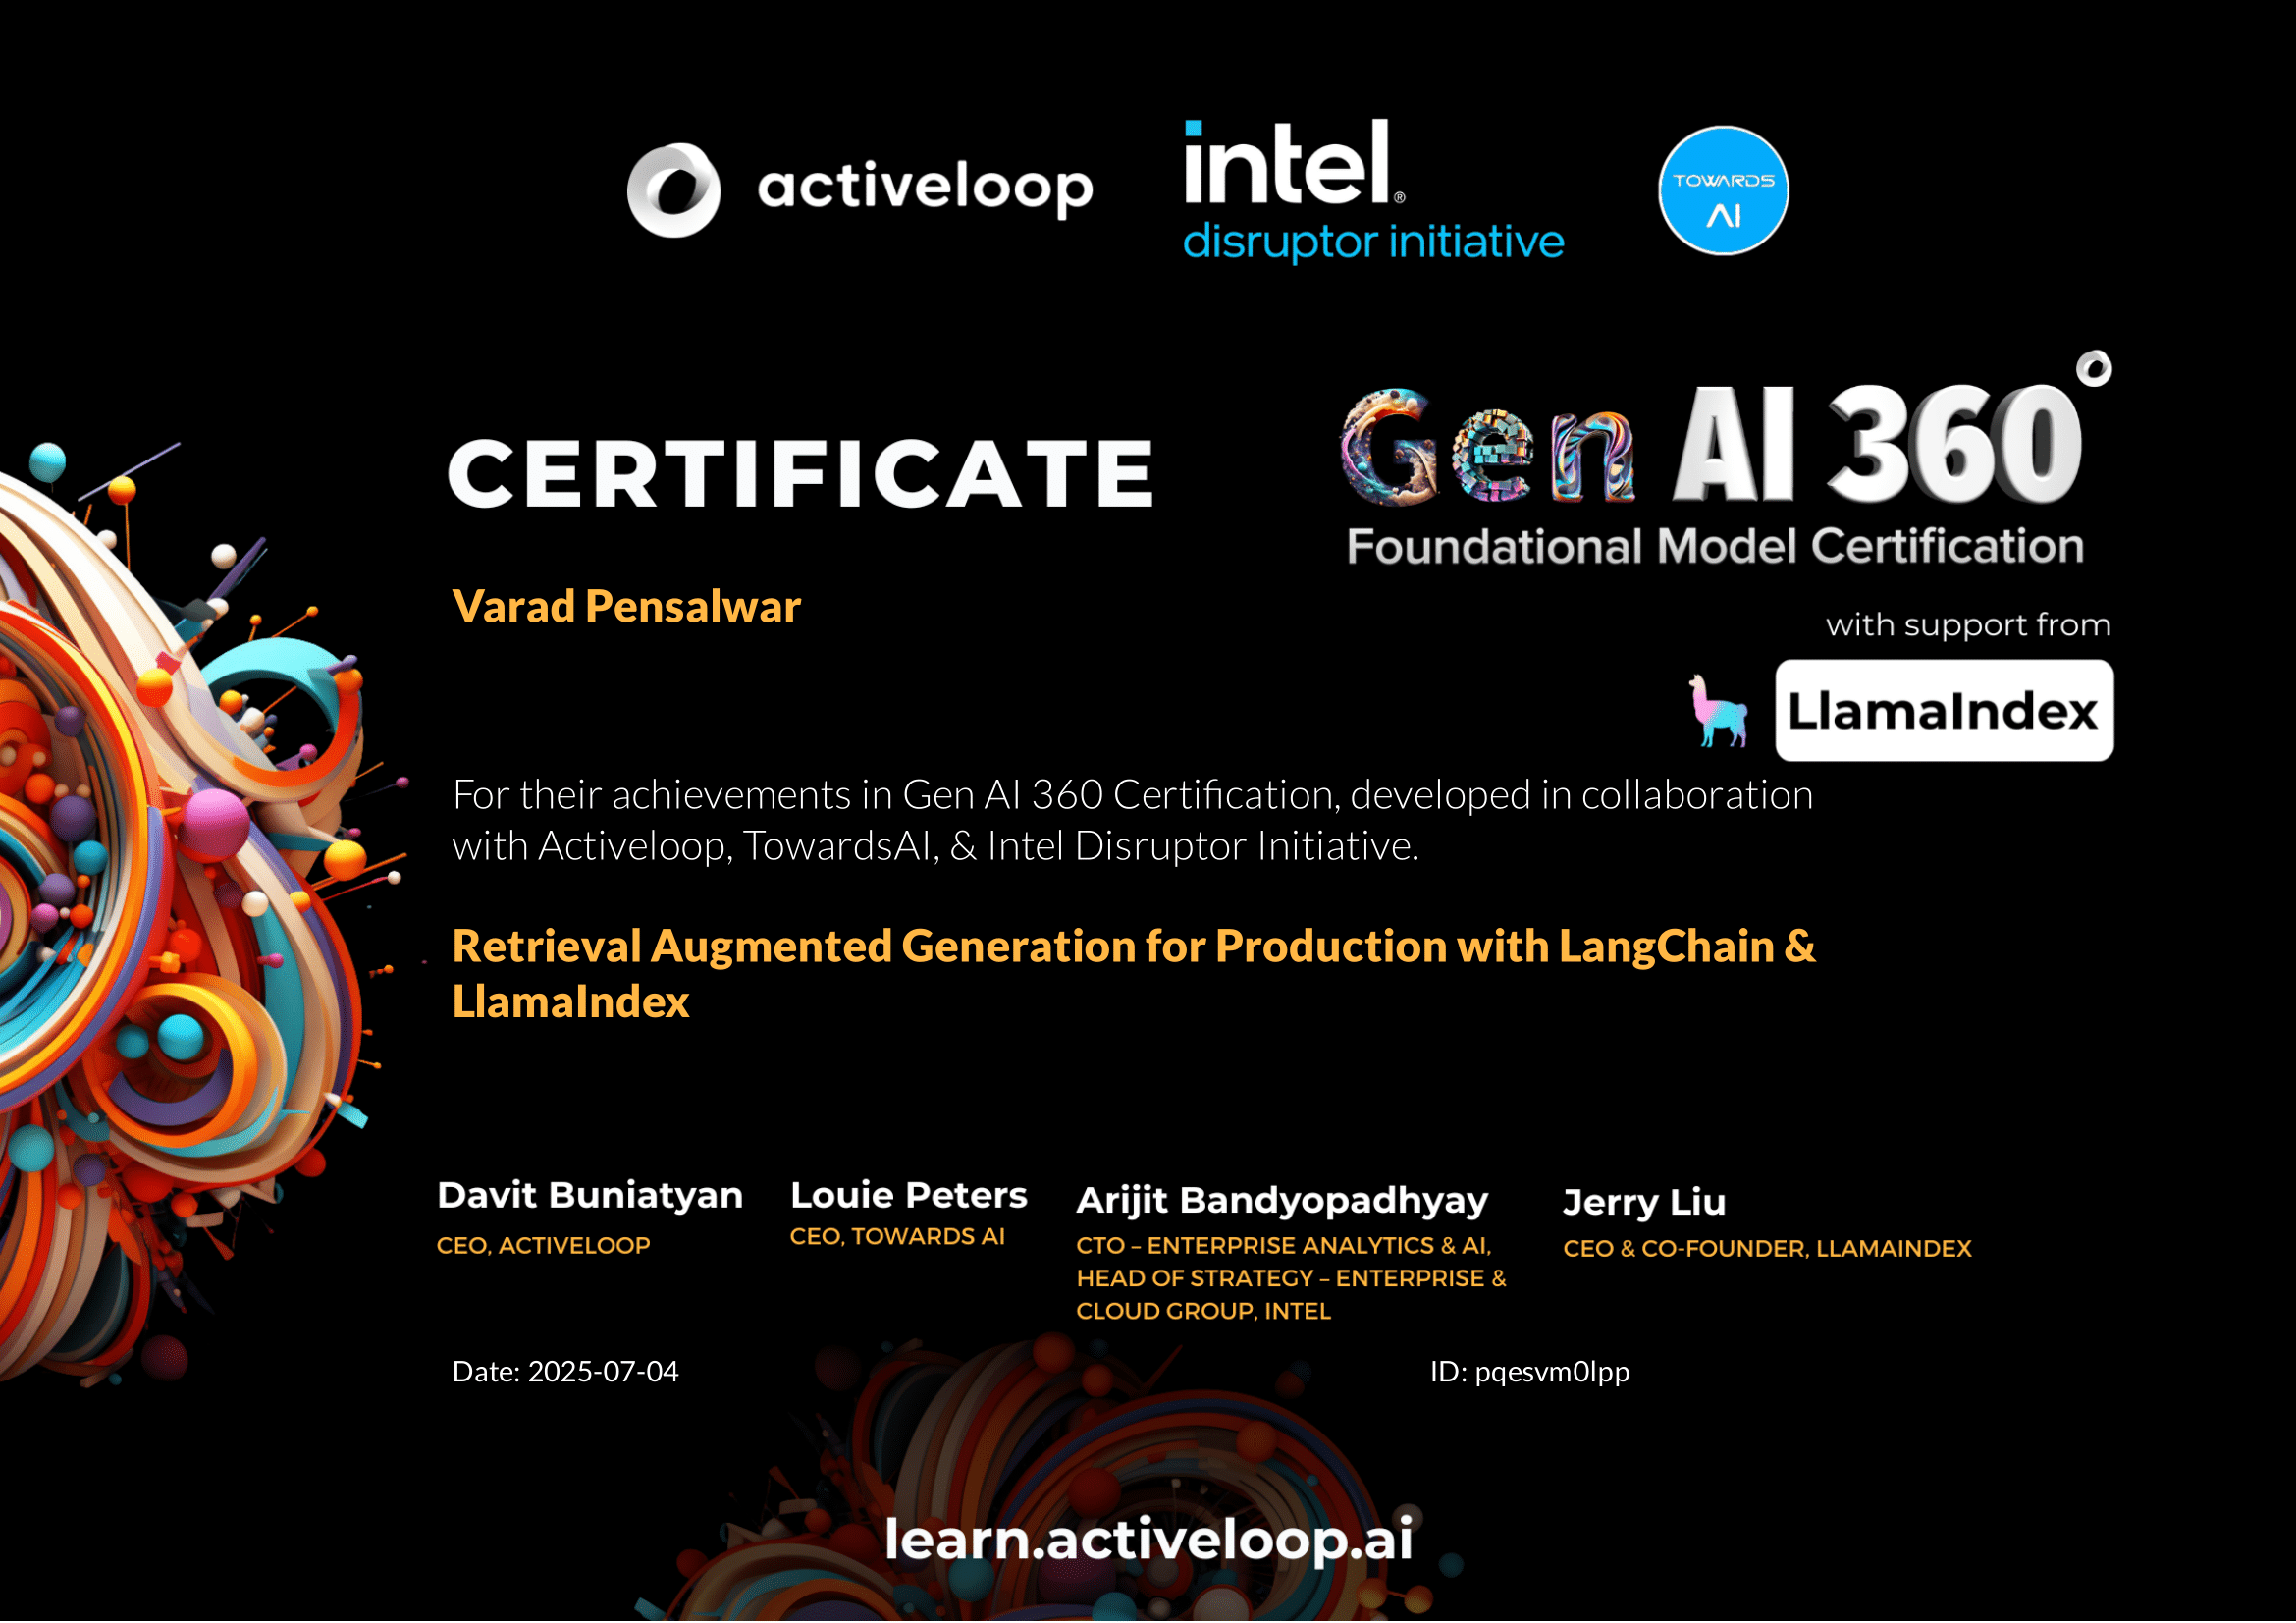 activeloop
intel®
disruptor initiative
TOWARDS
AI
Gen AI 360
CERTIFICATE
Foundational Model Certification
Varad Pensalwar
with support from
LlamaIndex
For their achievements in Gen AI 360 Certification, developed in collaboration
with Activeloop, TowardsAI, & Intel Disruptor Initiative.
Retrieval Augmented Generation for Production with LangChain &
LlamaIndex
Davit Buniatyan
CEO, ACTIVELOOP
Louie Peters
CEO, TOWARDS AI
Arijit Bandyopadhyay
CTO – ENTERPRISE ANALYTICS & AI,
HEAD OF STRATEGY – ENTERPRISE &
CLOUD GROUP, INTEL
Jerry Liu
CEO & CO-FOUNDER, LLAMAINDEX
Date: 2025-07-04
ID: pqesvm0lpp
learn.activeloop.ai